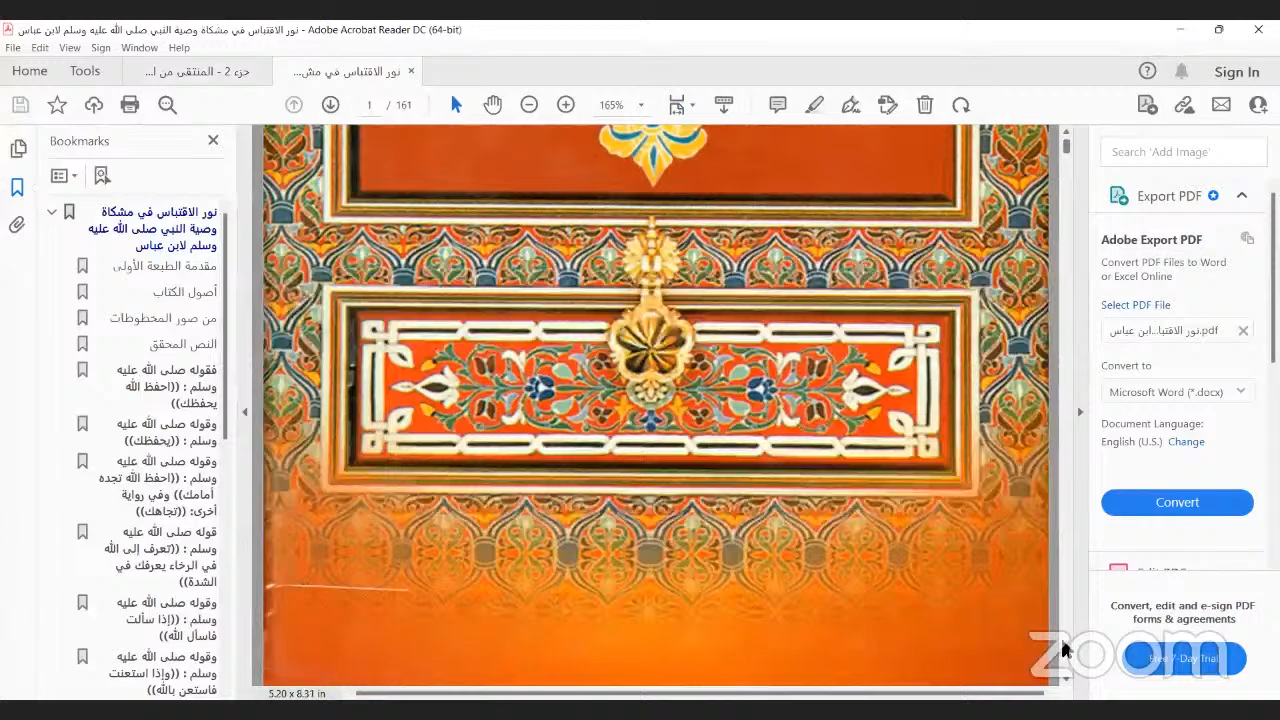 نور الاقتباس في مشكاة وصية النبي صلى الله عليه وسلم لابن عباس - Adobe Acrobat Reader DC (64-bit)
File Edit View Sign Window Help
Home Tools جزء 2 - المنتقى من ا... نور الاقتباس في مش... × Sign In
1 / 161 165%
Bookmarks
نور الاقتباس في مشكاة
وصية النبي صلى الله عليه
وسلم لابن عباس
مقدمة الطبعة الأولى
أصول الكتاب
من صور المخطوطات
النص المحقق
فقوله صلى الله عليه
وسلم : ((احفظ الله
يحفظك))
وقوله صلى الله عليه
وسلم : ((يحفظك))
وقوله صلى الله عليه
وسلم : ((احفظ الله تجده
أمامك)) وفي رواية
أخرى: ((تجاهك))
قوله صلى الله عليه
وسلم : ((تعرف إلى الله
في الرخاء يعرفك في
الشدة))
وقوله صلى الله عليه
وسلم : ((إذا سألت
فاسأل الله))
وقوله صلى الله عليه
وسلم : ((وإذا استعنت
فاستعن بالله))
5.20 x 8.31 in
Search 'Add Image'
Export PDF
Adobe Export PDF
Convert PDF Files to Word
or Excel Online
Select PDF File
نور الاقتبا...ابن عباس.pdf
Convert to
Microsoft Word (*.docx)
Document Language:
English (U.S.) Change
Convert
Convert, edit and e-sign PDF
forms & agreements
Free 7-Day Trial
zoom